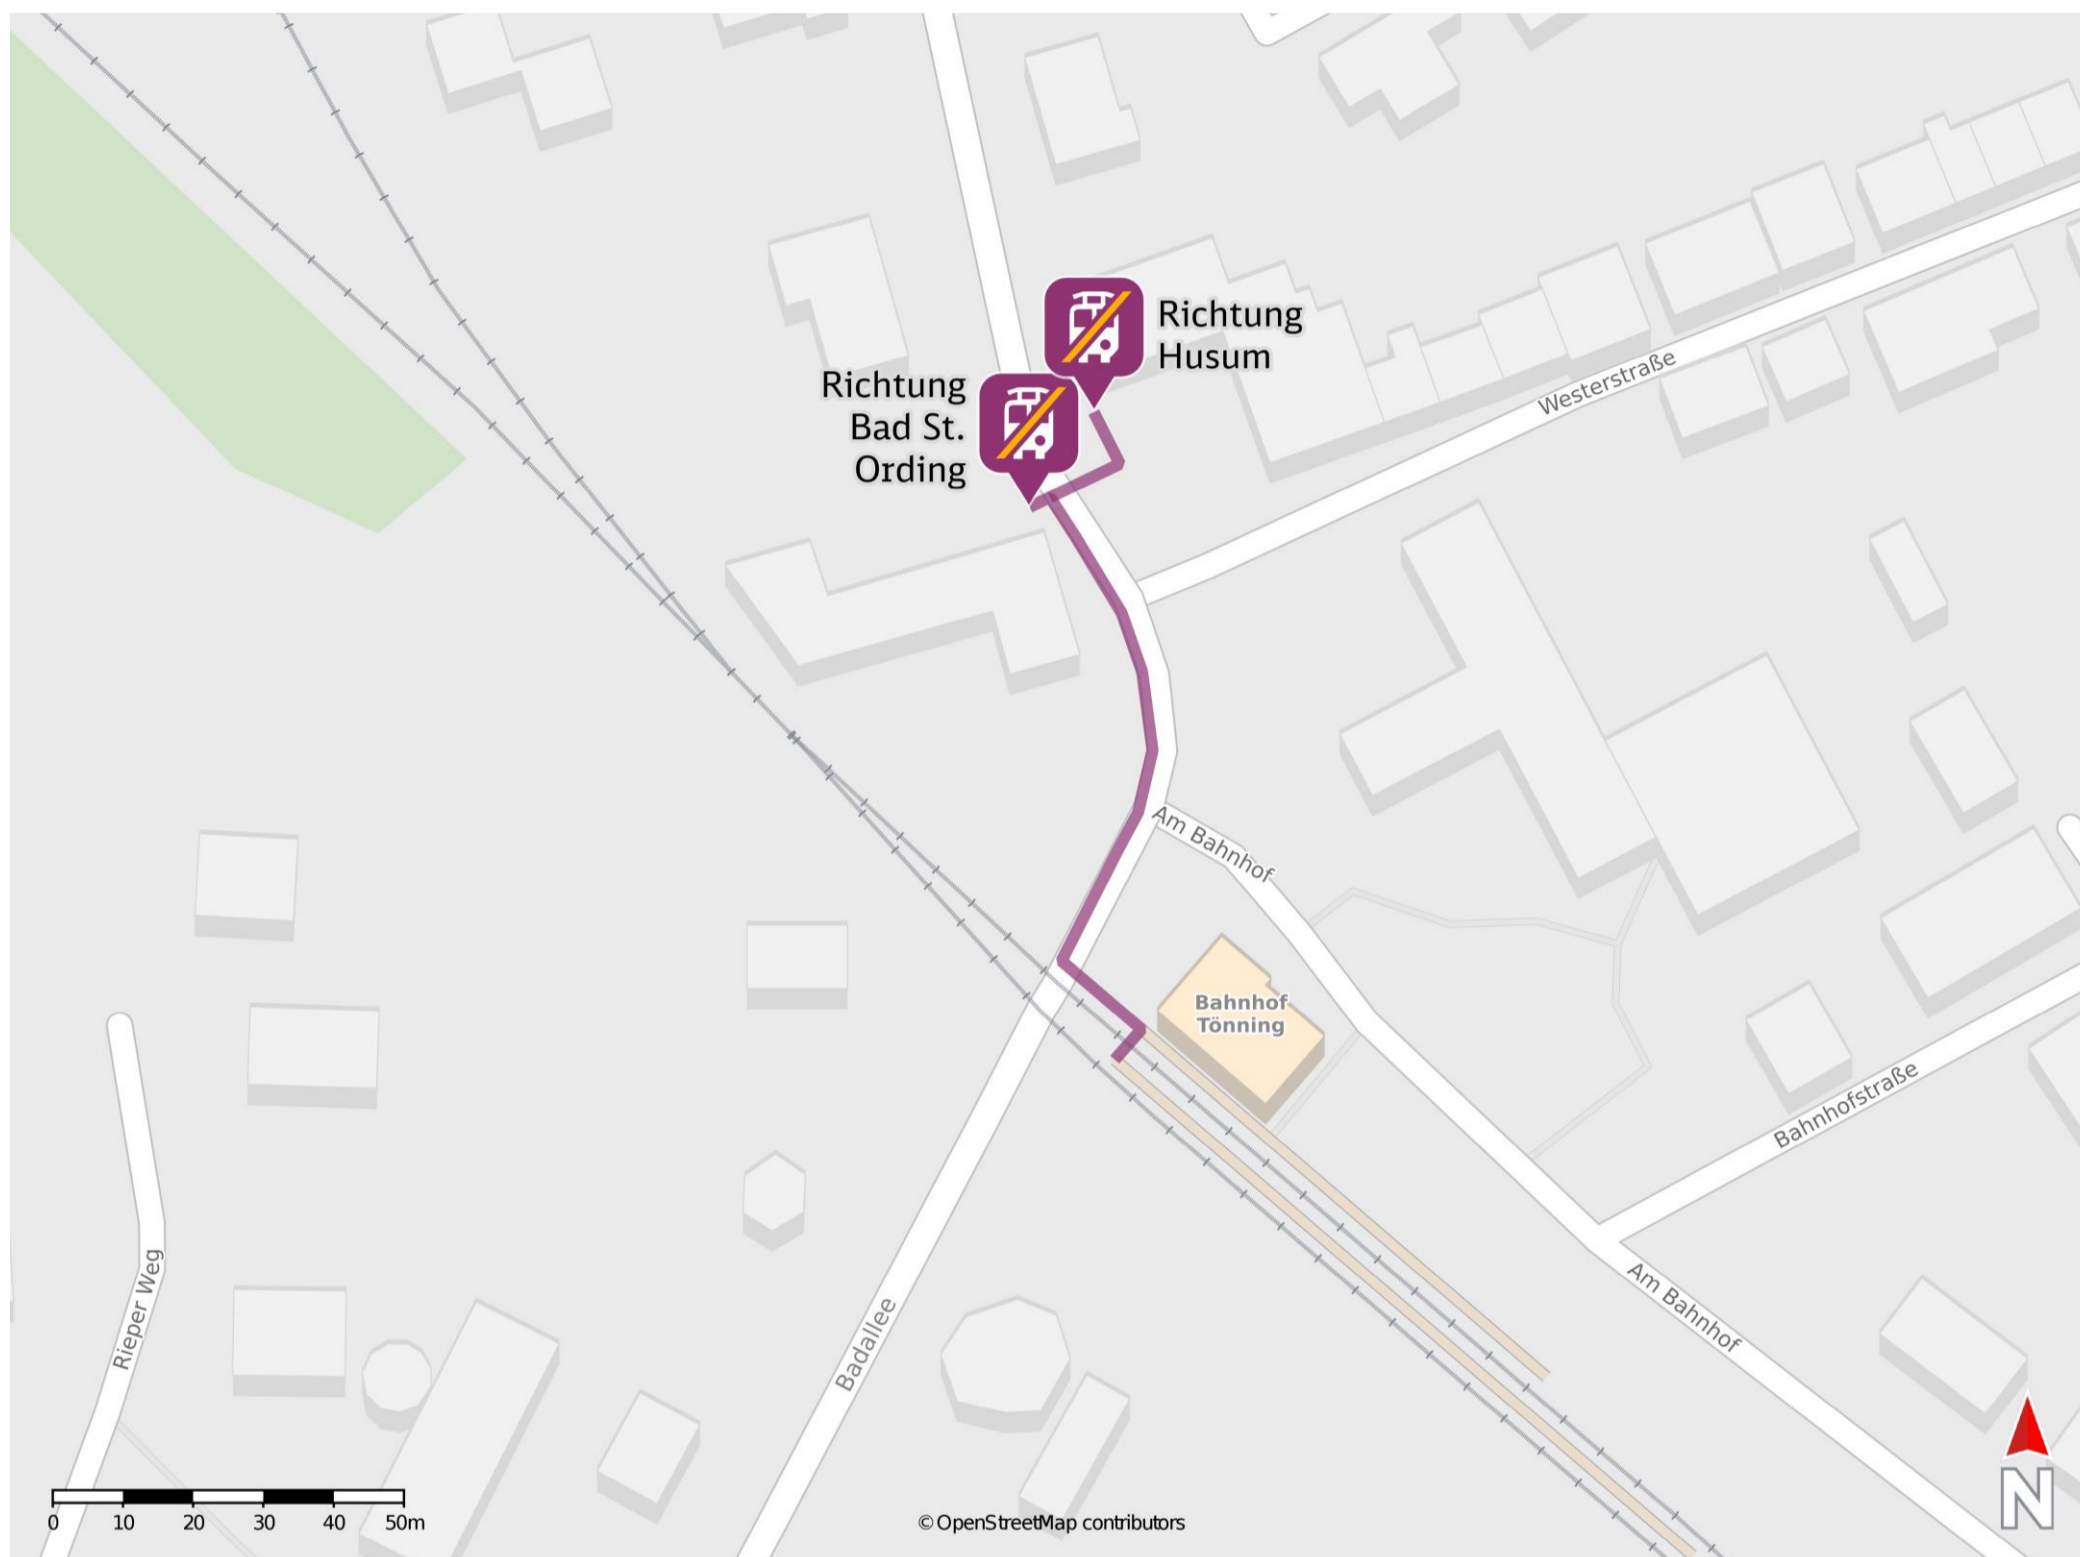 Richtung
Husum
Richtung
Bad St.
Ording
Westerstraße
Am Bahnhof
Bahnhof
Tönning
Bahnhofstraße
Am Bahnhof
Rieper Weg
Badallee
0 10 20 30 40 50m
© OpenStreetMap contributors
N